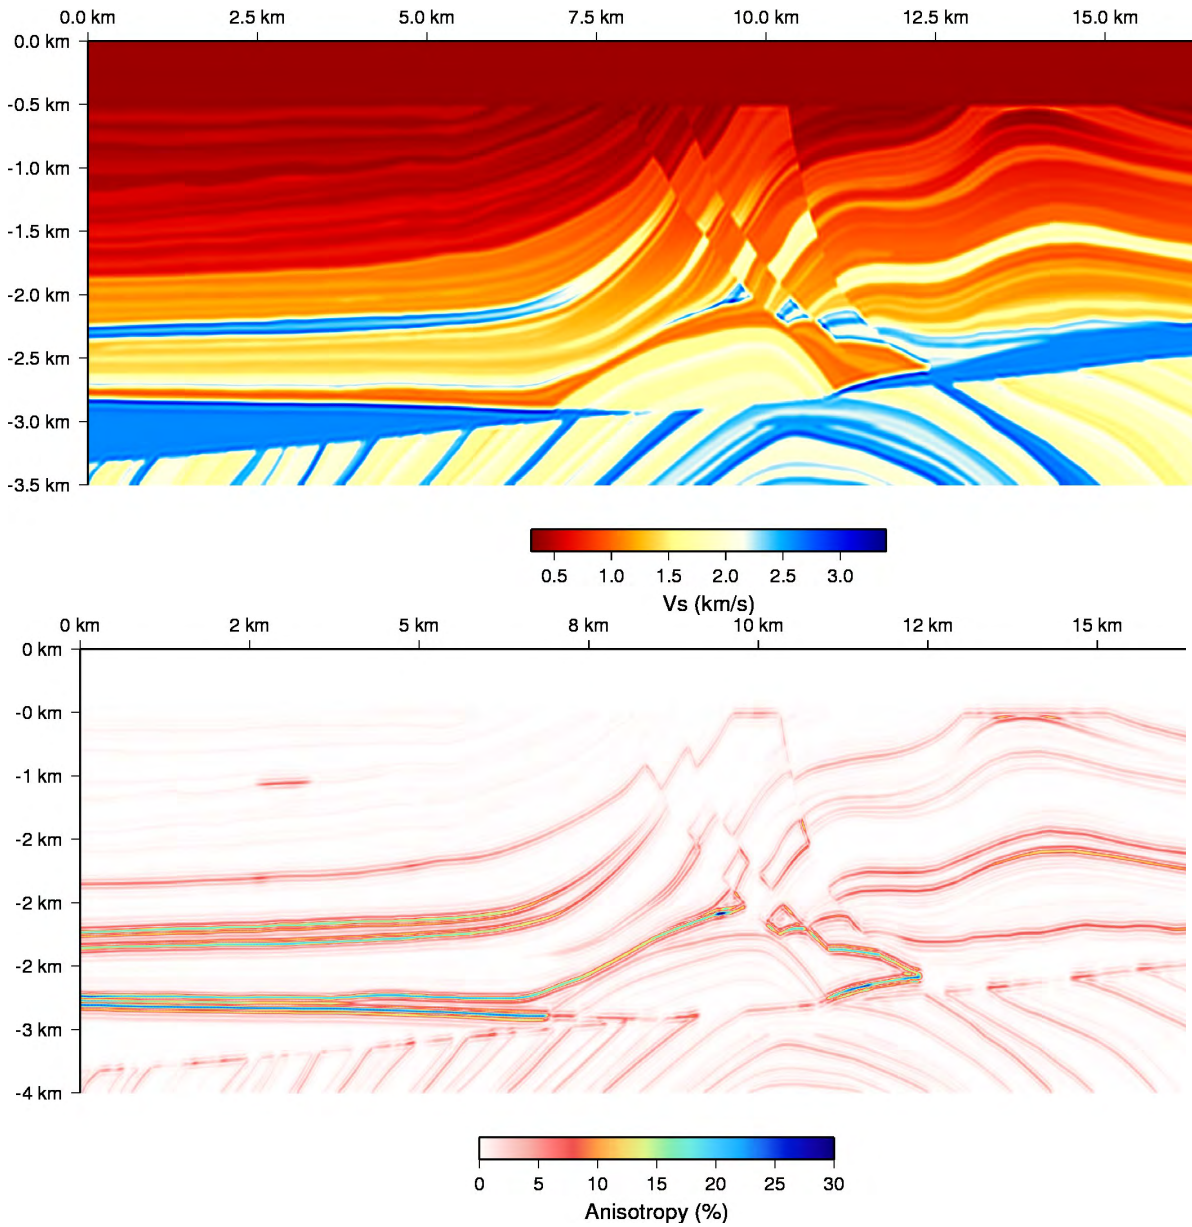 0.0 km 2.5 km 5.0 km 7.5 km 10.0 km 12.5 km 15.0 km
0.0 km
-0.5 km
-1.0 km
-1.5 km
-2.0 km
-2.5 km
-3.0 km
-3.5 km
0.5 1.0 1.5 2.0 2.5 3.0
Vs (km/s)
0 km 2 km 5 km 8 km 10 km 12 km 15 km
0 km
-0 km
-1 km
-2 km
-2 km
-2 km
-3 km
-4 km
0 5 10 15 20 25 30
Anisotropy (%)